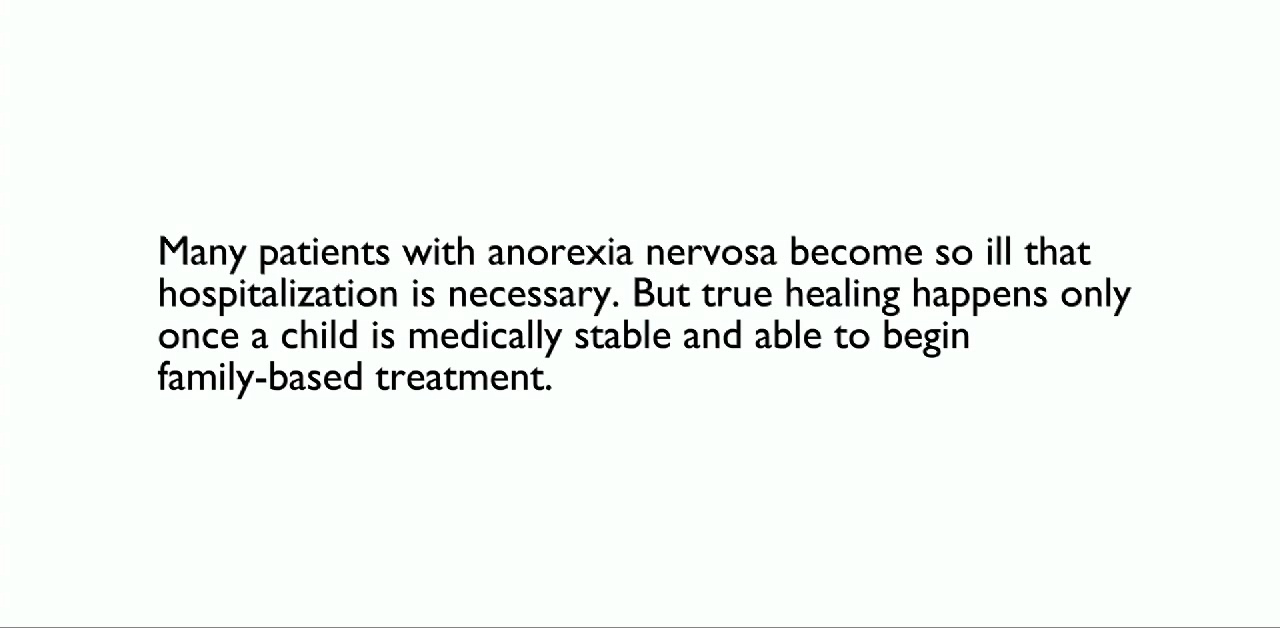 Many patients with anorexia nervosa become so ill that
hospitalization is necessary. But true healing happens only
once a child is medically stable and able to begin
family-based treatment.